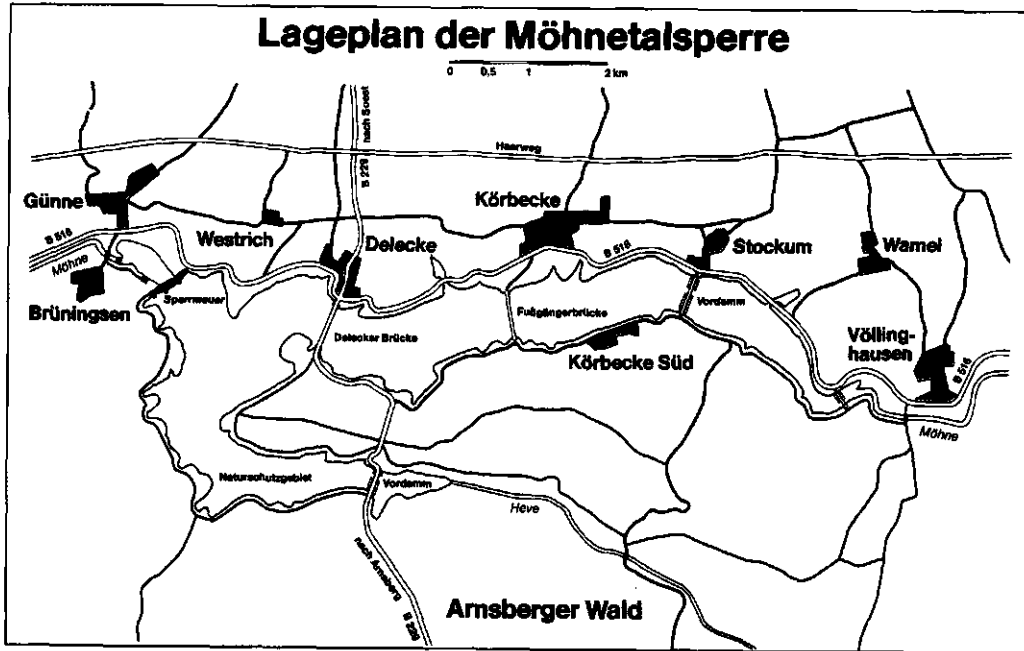 Lageplan der Möhnetalsperre
0 0,5 1 2 km
B 229 nach Soest
Haarweg
Günne
Körbecke
B 516
Westrich
Delecke
B 516
Stockum
Wamel
Möhne
Sperrmauer
Brüningsen
Vordamm
Fußgängerbrücke
Delecker Brücke
Völling-
hausen
Körbecke Süd
B 516
Möhne
Naturschutzgebiet
Vordamm
Heve
nach Arnsberg B 229
Arnsberger Wald